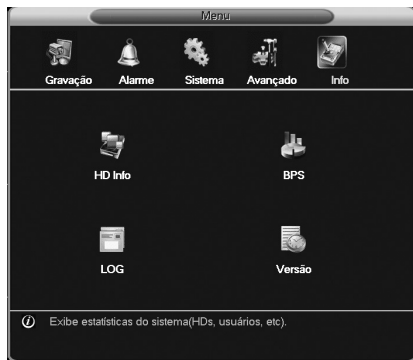 Menu
Gravação Alarme Sistema Avançado Info
HD Info BPS
LOG Versão
Exibe estatísticas do sistema(HDs, usuários, etc).